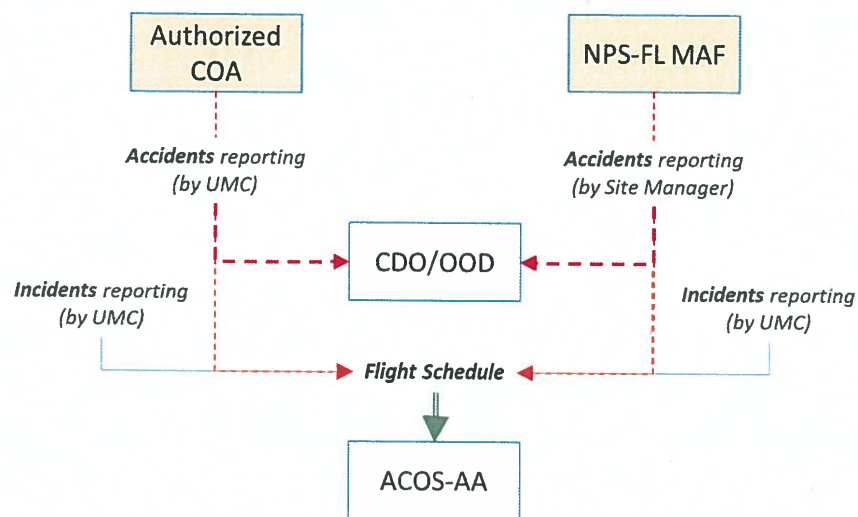 Authorized
COA
NPS-FL MAF
Accidents reporting
(by UMC)
Accidents reporting
(by Site Manager)
CDO/OOD
Incidents reporting
(by UMC)
Incidents reporting
(by UMC)
Flight Schedule
ACOS-AA